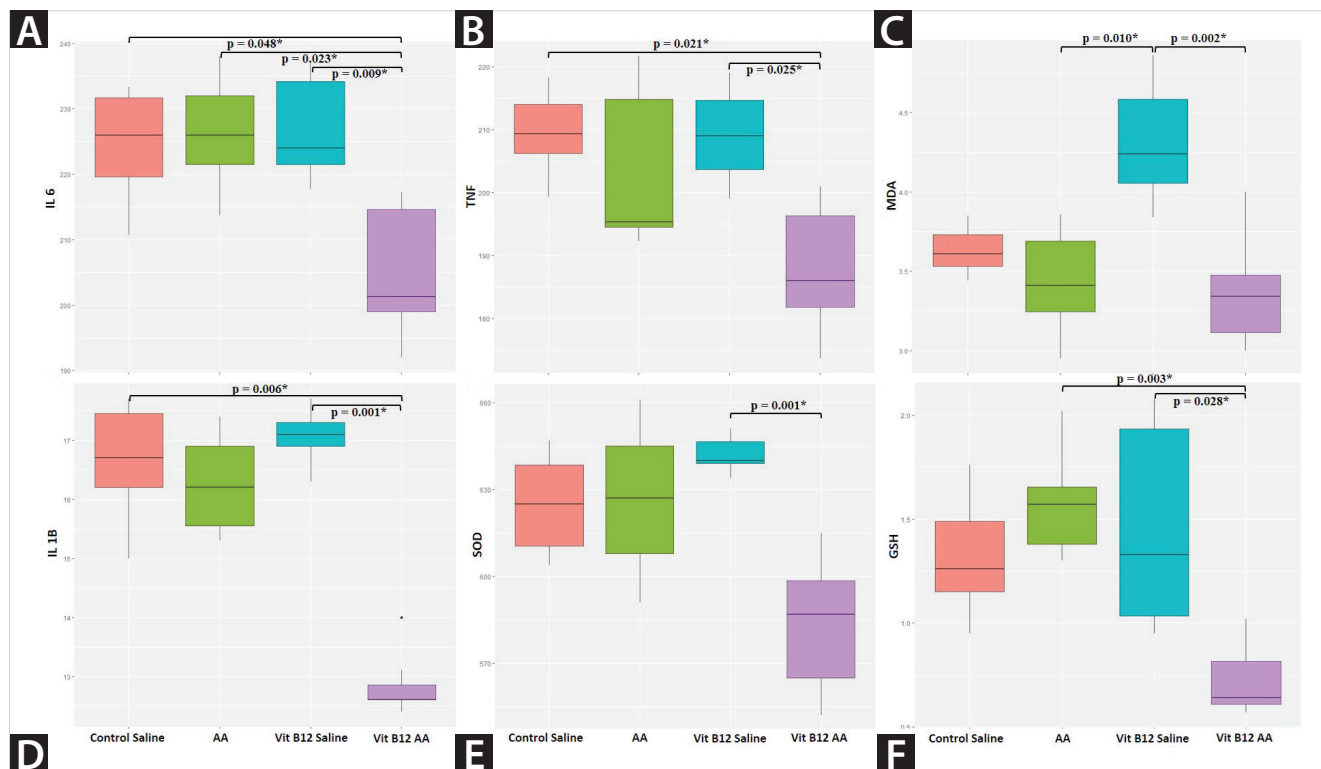 A
p = 0.048*
p = 0.023*
p = 0.009*
240
230
220
210
200
190
IL 6
B
p = 0.021*
p = 0.025*
220
210
200
190
180
TNF
C
p = 0.010*
p = 0.002*
4.5
4.0
3.5
3.0
MDA
D
p = 0.006*
p = 0.001*
17
16
15
14
13
IL 1B
Control Saline
AA
Vit B12 Saline
Vit B12 AA
E
p = 0.001*
660
630
600
570
SOD
Control Saline
AA
Vit B12 Saline
Vit B12 AA
F
p = 0.003*
p = 0.028*
2.0
1.5
1.0
0.5
GSH
Control Saline
AA
Vit B12 Saline
Vit B12 AA